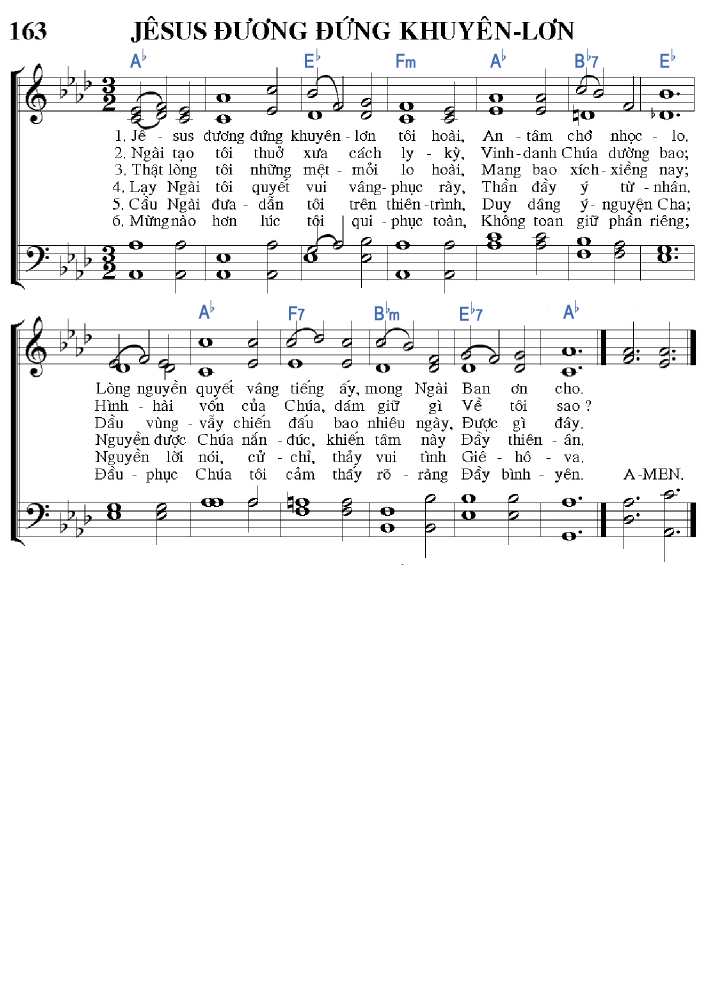 163 JÊSUS ĐƯƠNG ĐỨNG KHUYÊN-LƠN
A♭ E♭ Fm A♭ B♭7 E♭
3 2
1. Jê - sus đương đứng khuyên - lơn tôi hoài, An - tâm chớ nhọc - lo.
2. Ngài tạo tôi thuở xưa cách ly - kỳ, Vinh - danh Chúa dường bao;
3. Thật lòng tôi những mệt - mỏi lo hoài, Mang bao xích - xiềng nay;
4. Lạy Ngài tôi quyết vui vâng - phục rày, Thần đầy ý từ - nhân.
5. Cầu Ngài đưa - dẫn tôi trên thiên - trình, Duy dâng ý - nguyện Cha;
6. Mừng nào hơn lúc tôi qui - phục toàn, Không toan giữ phần riêng;
3 2
A♭ F7 B♭m E♭7 A♭
Lòng nguyền quyết vâng tiếng ấy, mong Ngài Ban ơn cho.
Hình - hài vốn của Chúa, dám giữ gì Về tôi sao?
Dầu vùng - vẫy chiến đấu bao nhiêu ngày, Được gì đây.
Nguyền được Chúa nắn - đúc, khiến tâm này Đầy thiên - ân.
Nguyền lời nói, cử - chỉ, thảy vui tình Giê - hô - va.
Đầu - phục Chúa tôi cảm thấy rõ - ràng Đầy bình - yên. A-MEN.